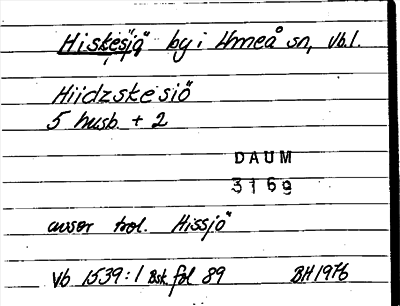 Hiskesjö by i Umeå sn, Vb.l.
Hiidzskesiö
5 husb. + 2
DAUM
3169
avser trol. Hissjö
Vb 1539:1 Bsk. fol 89 BH 1976